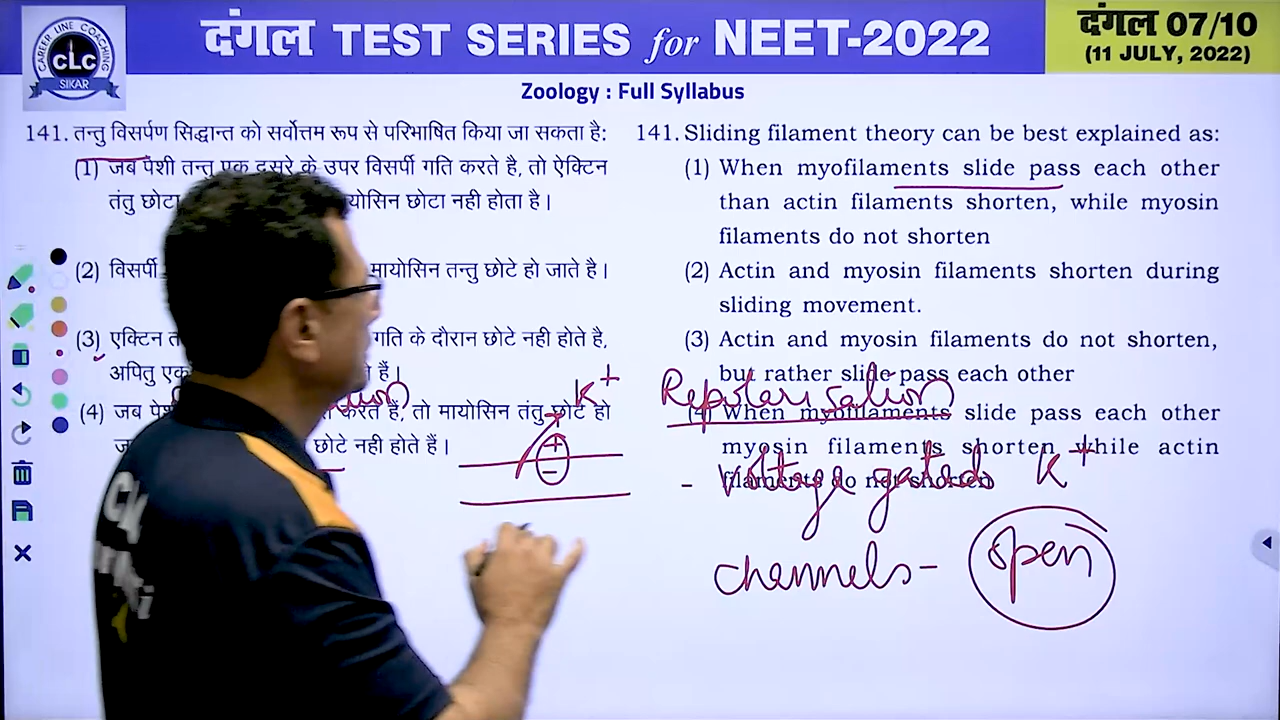 CAREER LINE COACHING
CLC
SIKAR
दंगल TEST SERIES for NEET-2022
दंगल 07/10
(11 JULY, 2022)
Zoology : Full Syllabus
141. तन्तु विसर्पण सिद्धान्त को सर्वोत्तम रूप से परिभाषित किया जा सकता है:
(1) जब पेशी तन्तु एक दूसरे के उपर विसर्पी गति करते है, तो ऐक्टिन
तंतु छोटा योसिन छोटा नही होता है।
(2) विसर्पी मायोसिन तन्तु छोटे हो जाते है।
(3) एक्टिन त गति के दौरान छोटे नही होते है,
अपितु एक हैं।
(4) जब पेश करते हैं, तो मायोसिन तंतु छोटे हो
छोटे नही होते हैं।
K+
+
-
141. Sliding filament theory can be best explained as:
(1) When myofilaments slide pass each other
than actin filaments shorten, while myosin
filaments do not shorten
(2) Actin and myosin filaments shorten during
sliding movement.
(3) Actin and myosin filaments do not shorten,
but rather slide pass each other
Repolarisation
(4) When myofilaments slide pass each other
myosin filaments shorten while actin
filaments do not shorten
- Voltage gated K+
channels - open